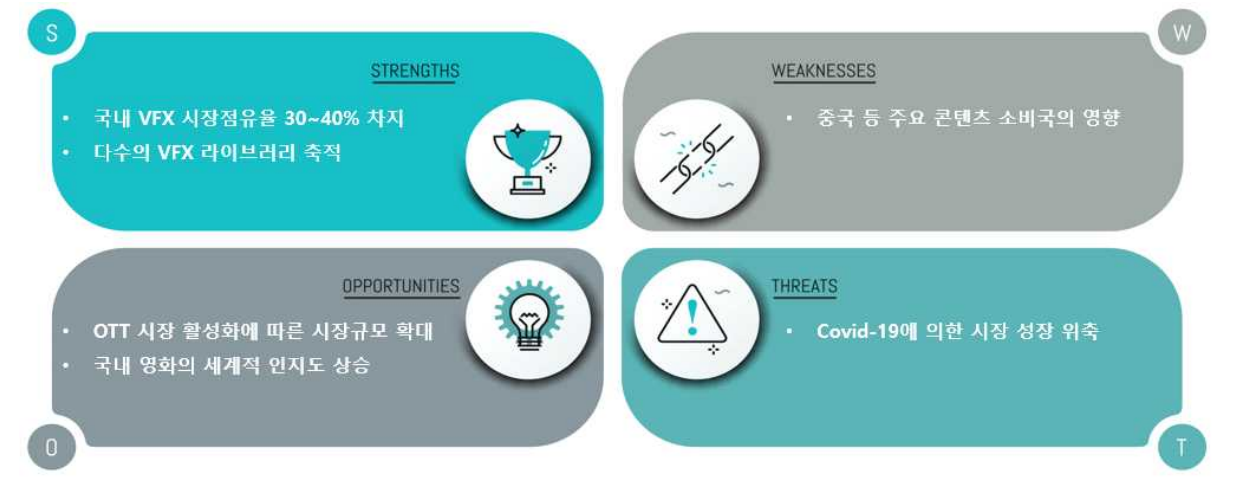 S
STRENGTHS
• 국내 VFX 시장점유율 30~40% 차지
• 다수의 VFX 라이브러리 축적
W
WEAKNESSES
• 중국 등 주요 콘텐츠 소비국의 영향
O
OPPORTUNITIES
• OTT 시장 활성화에 따른 시장규모 확대
• 국내 영화의 세계적 인지도 상승
T
THREATS
• Covid-19에 의한 시장 성장 위축